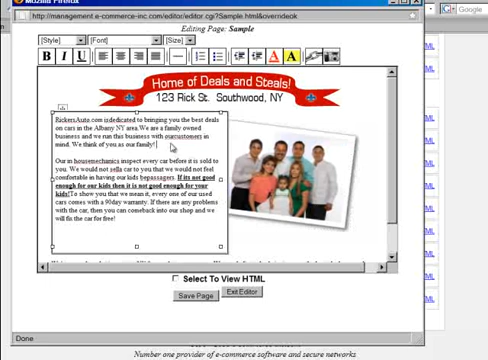 Mozilla Firefox
http://management.e-commerce-inc.com/editor/editor.cgi?Sample.html&overrideok
Google
Editing Page: Sample
[Style]
[Font]
[Size]
B I U
A A
Home of Deals and Steals!
123 Rick St. Southwood, NY
RickersAuto.com isdedicated to bringing you the best deals
on cars in the Albany NY area.We are a family owned
business and we run this business with ourcustomers in
mind. We think of you as our family!
Our in housemechanics inspect every car before it is sold to
you. We would not sella car to you that we would not feel
comfortable in having our kids bepassagers. If its not good
enough for our kids then it is not good enough for your
kids!To show you that we mean it, every one of our used
cars comes with a 90day warranty. If there are any problems
with the car, then you can comeback into our shop and we
will fix the car for free!
Select To View HTML
Save Page
Exit Editor
Done
Number one provider of e-commerce software and secure networks